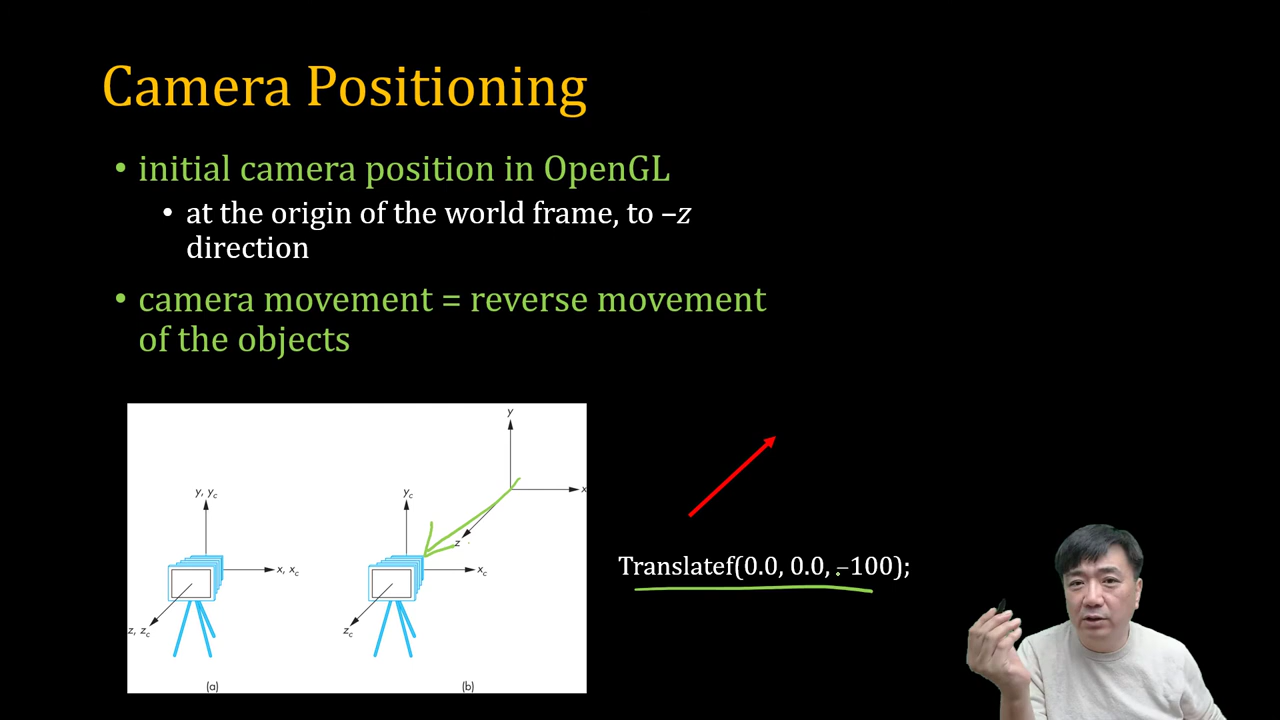 Camera Positioning
• initial camera position in OpenGL
• at the origin of the world frame, to –z
direction
• camera movement = reverse movement
of the objects
y
x
z
y, yc
x, xc
z, zc
(a)
yc
xc
zc
(b)
Translatef(0.0, 0.0, –100);